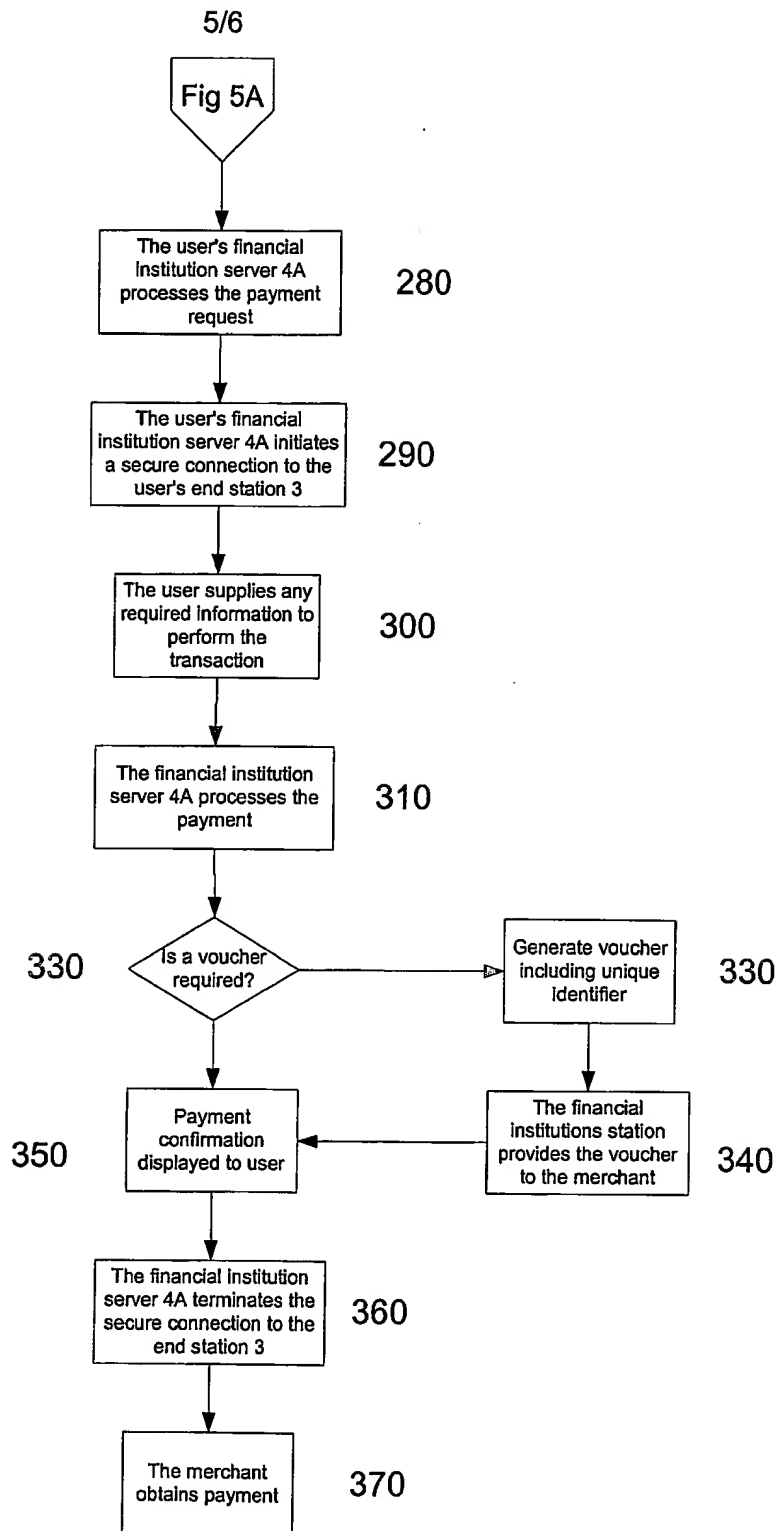 5/6
Fig 5A
The user's financial
institution server 4A
processes the payment
request
280
The user's financial
institution server 4A initiates
a secure connection to the
user's end station 3
290
The user supplies any
required information to
perform the
transaction
300
The financial institution
server 4A processes the
payment
310
330
Is a voucher
required?
Generate voucher
including unique
identifier
330
350
Payment
confirmation
displayed to user
The financial
institutions station
provides the voucher
to the merchant
340
The financial institution
server 4A terminates the
secure connection to the
end station 3
360
The merchant
obtains payment
370